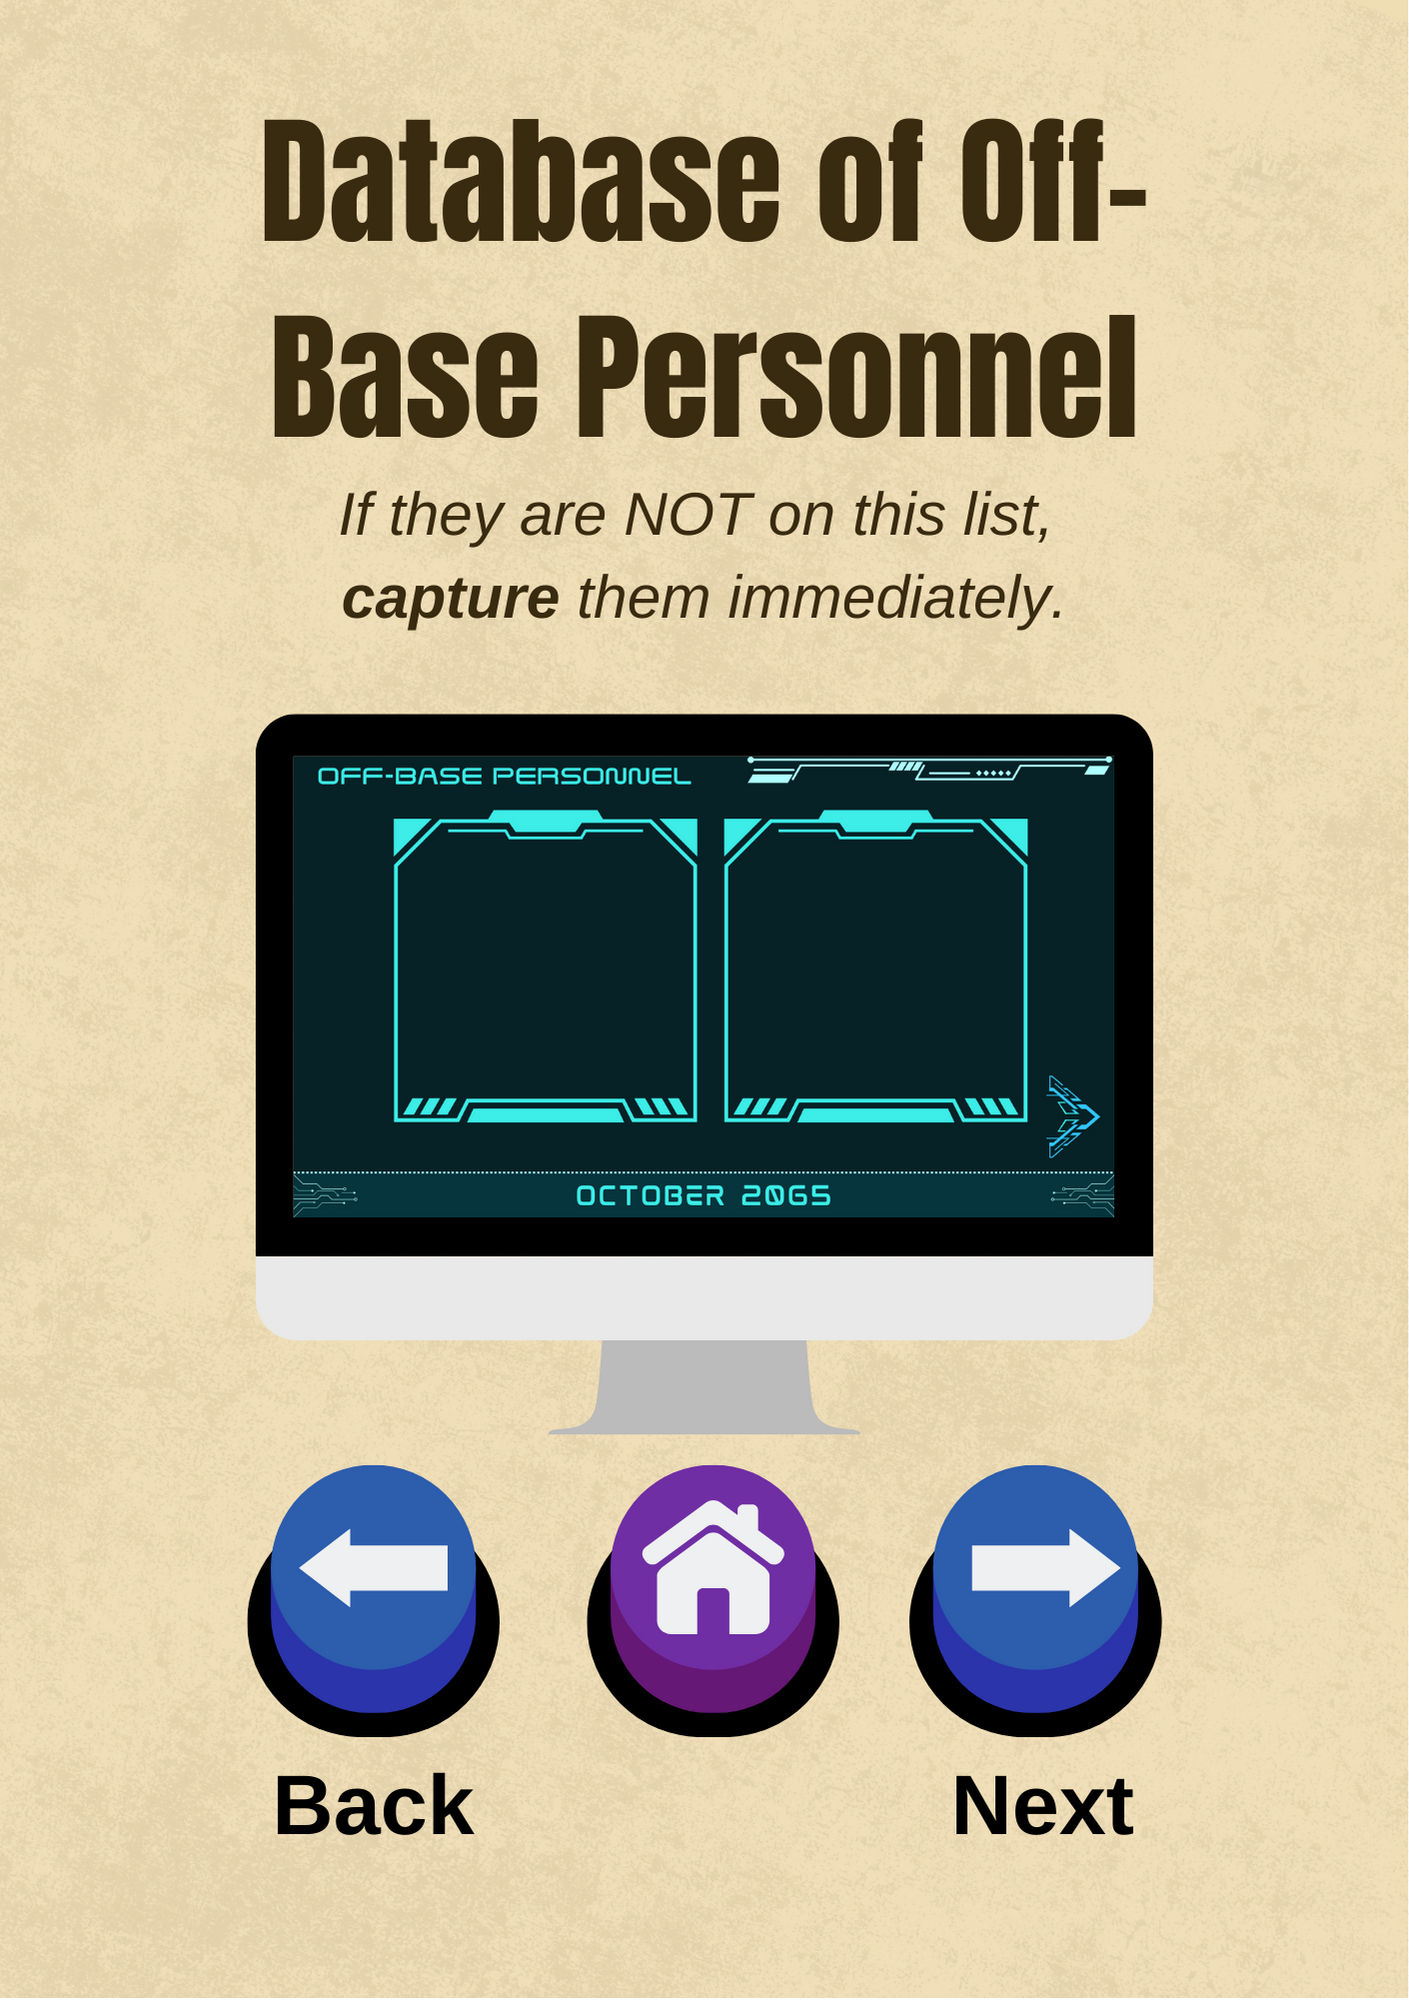 Database of Off-
Base Personnel
If they are NOT on this list,
capture them immediately.
OFF-BASE PERSONNEL
OCTOBER 2065
Back
Next